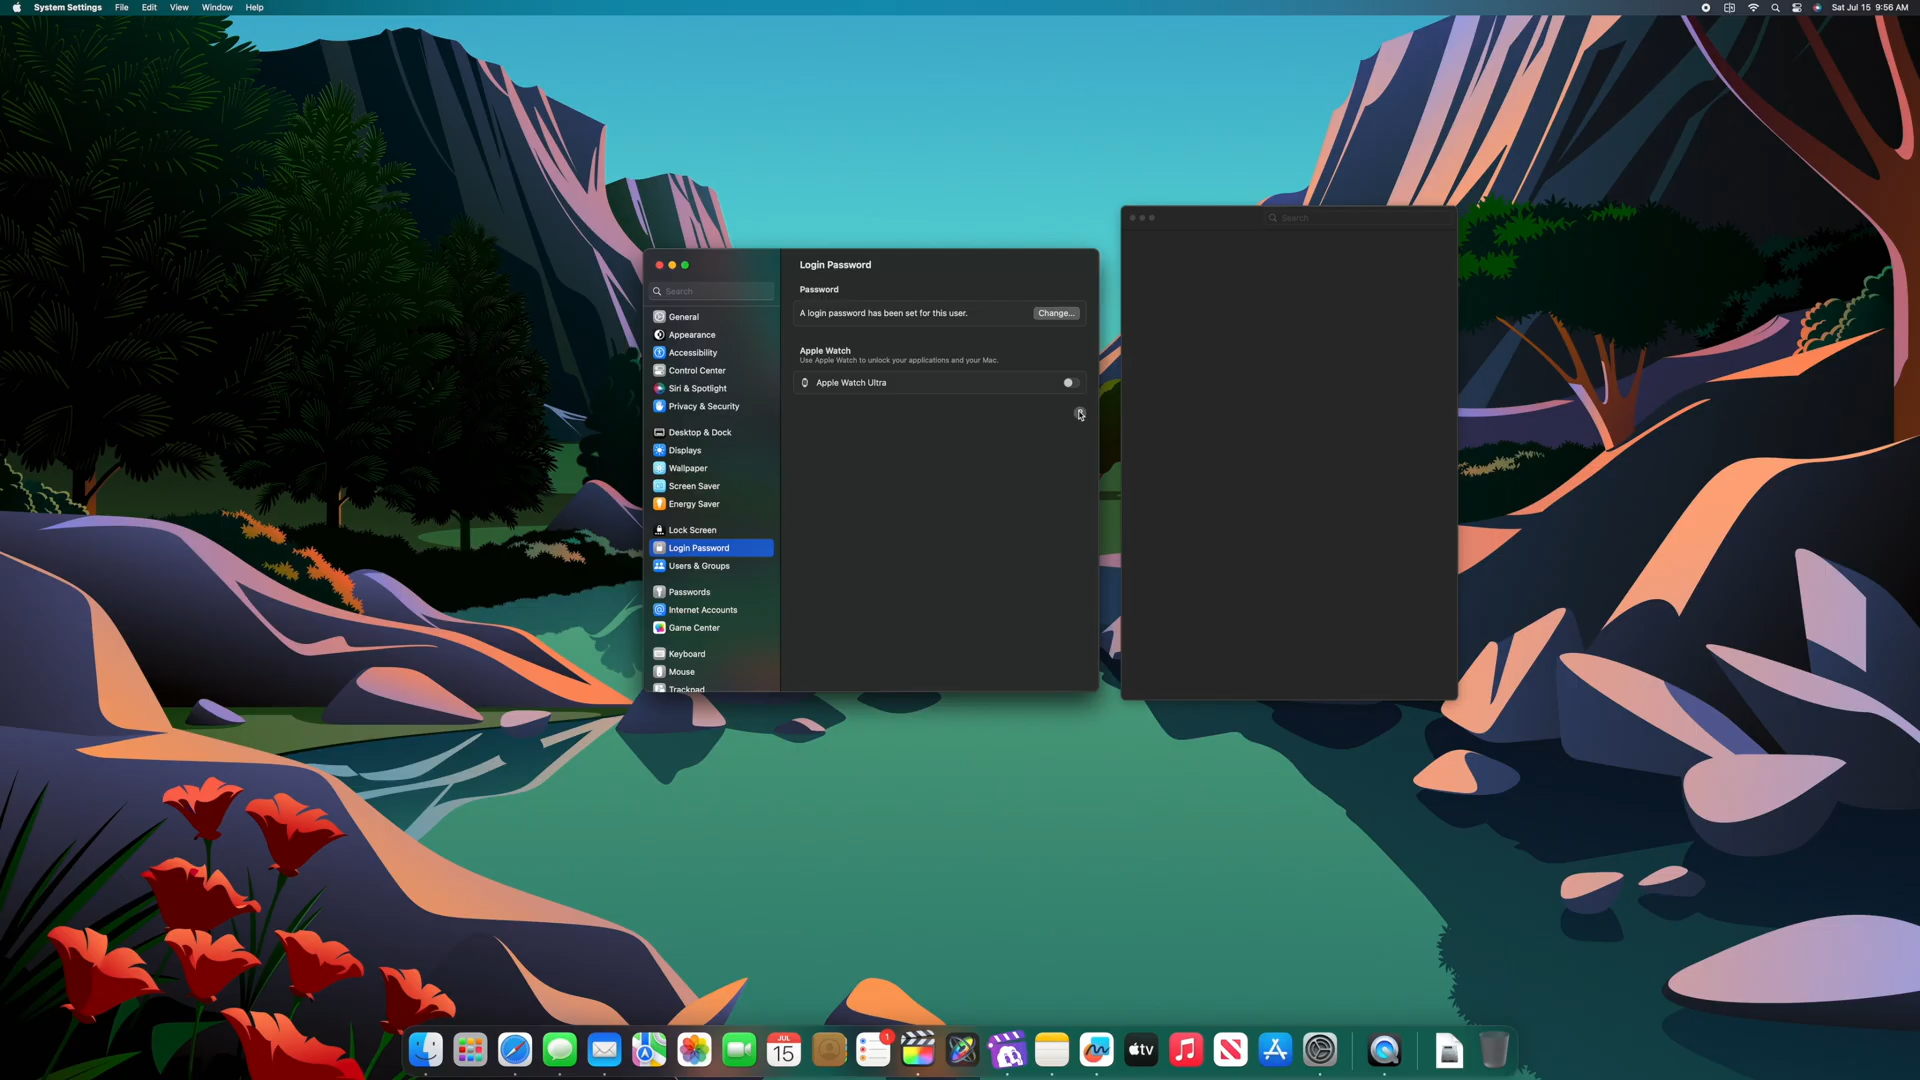 System Settings File Edit View Window Help
Sat Jul 15 9:56 AM
Search
General
Appearance
Accessibility
Control Center
Siri & Spotlight
Privacy & Security
Desktop & Dock
Displays
Wallpaper
Screen Saver
Energy Saver
Lock Screen
Login Password
Users & Groups
Passwords
Internet Accounts
Game Center
Keyboard
Mouse
Trackpad
Login Password
Password
A login password has been set for this user.
Change...
Apple Watch
Use Apple Watch to unlock your applications and your Mac.
Apple Watch Ultra
Search
JUL
15
1
tv